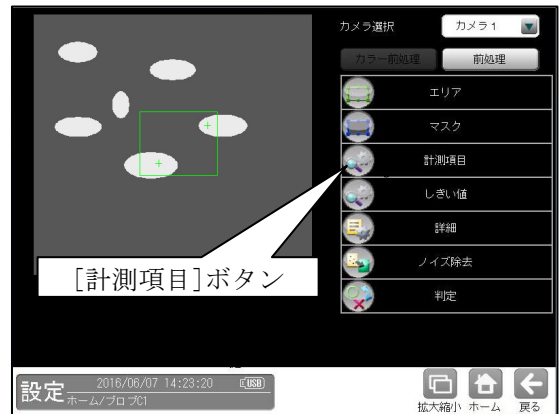 カメラ選択
カメラ1
カラー前処理
前処理
エリア
マスク
計測項目
しきい値
詳細
ノイズ除去
判定
[計測項目]ボタン
設定
2016/06/07 14:23:20
USB
ホーム/ブロブC1
拡大縮小
ホーム
戻る